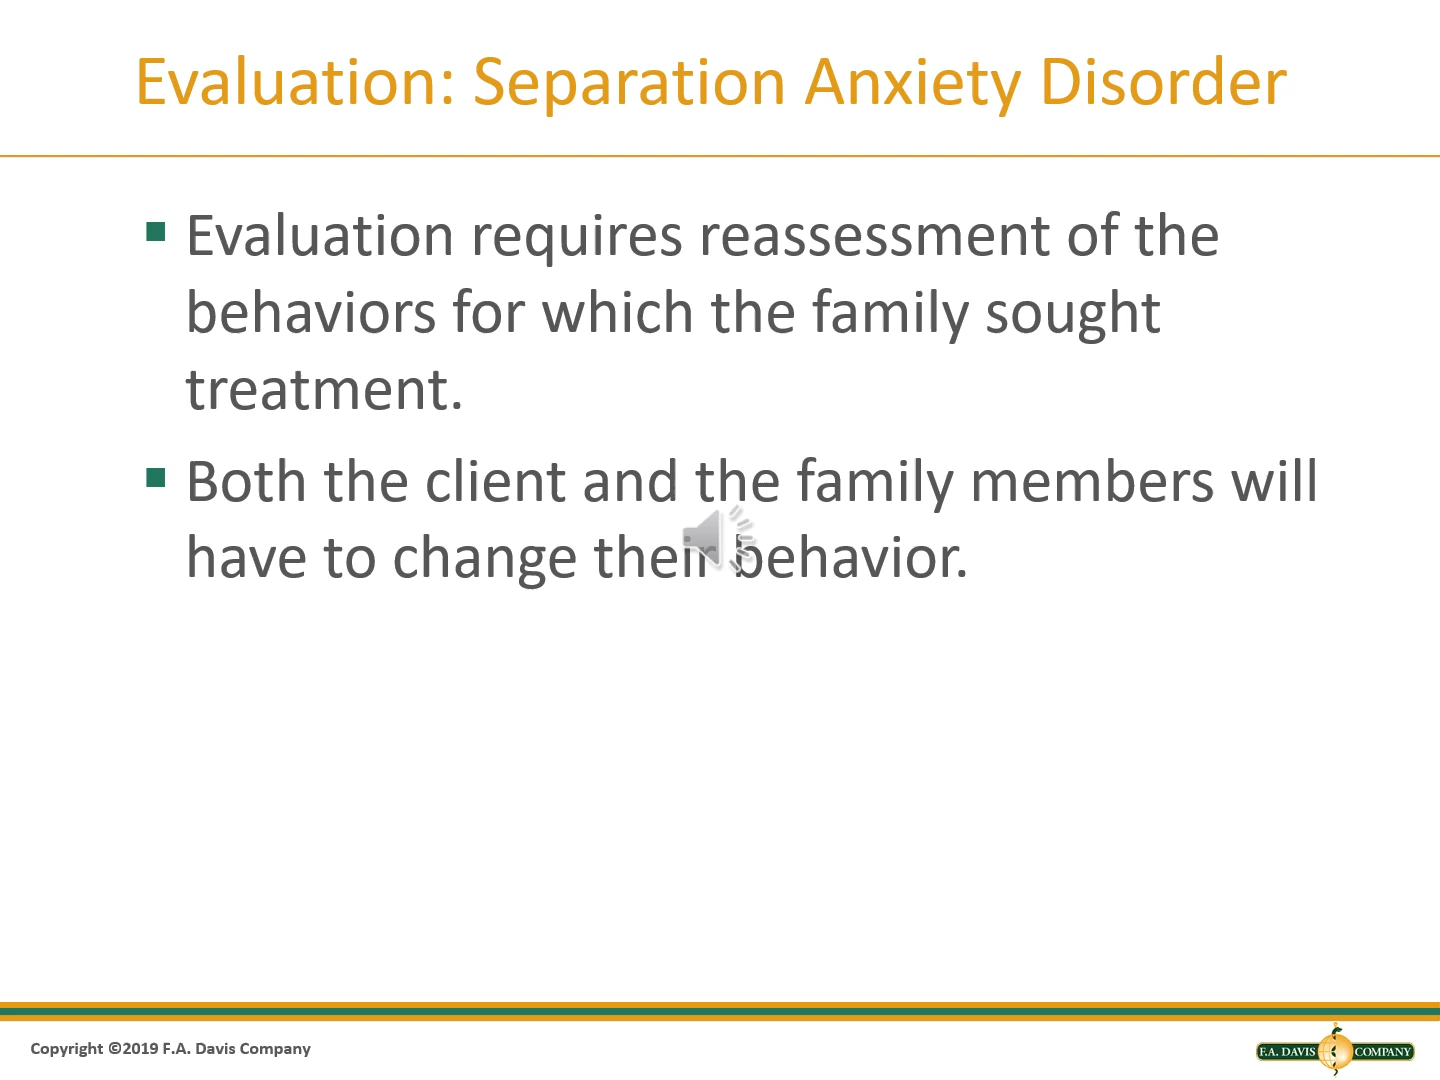 Evaluation: Separation Anxiety Disorder
Evaluation requires reassessment of the
behaviors for which the family sought
treatment.
Both the client and the family members will
have to change their behavior.
Copyright ©2019 F.A. Davis Company
F.A. DAVIS COMPANY